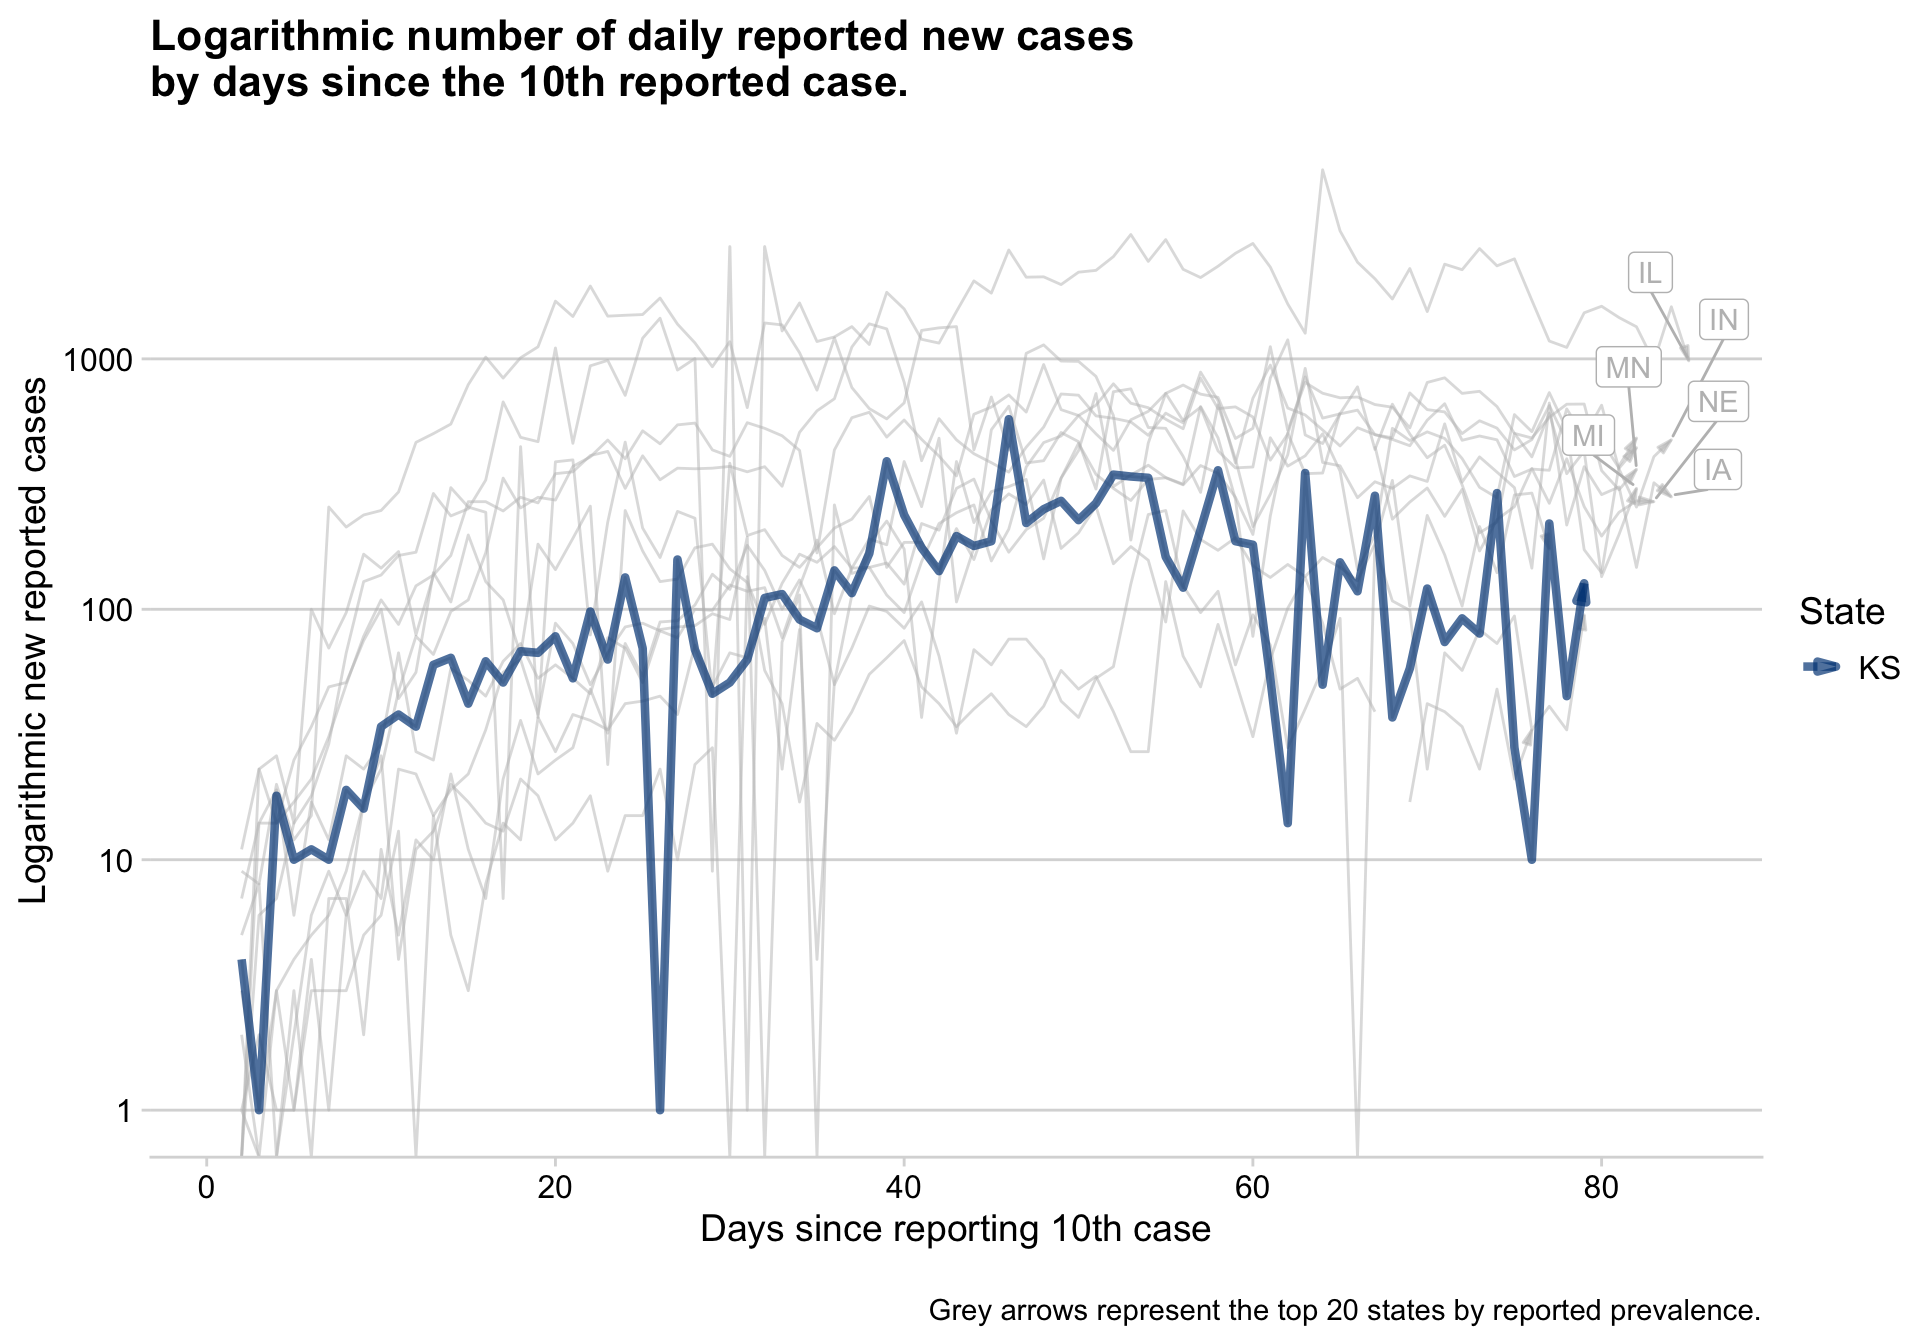 Logarithmic number of daily reported new cases
by days since the 10th reported case.
Logarithmic new reported cases
1000
100
10
1
IL
IN
MN
NE
MI
IA
State
KS
0
20
40
60
80
Days since reporting 10th case
Grey arrows represent the top 20 states by reported prevalence.